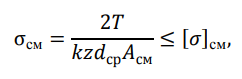 σсм = 2T / kzdсрAсм ≤ [σ]см,